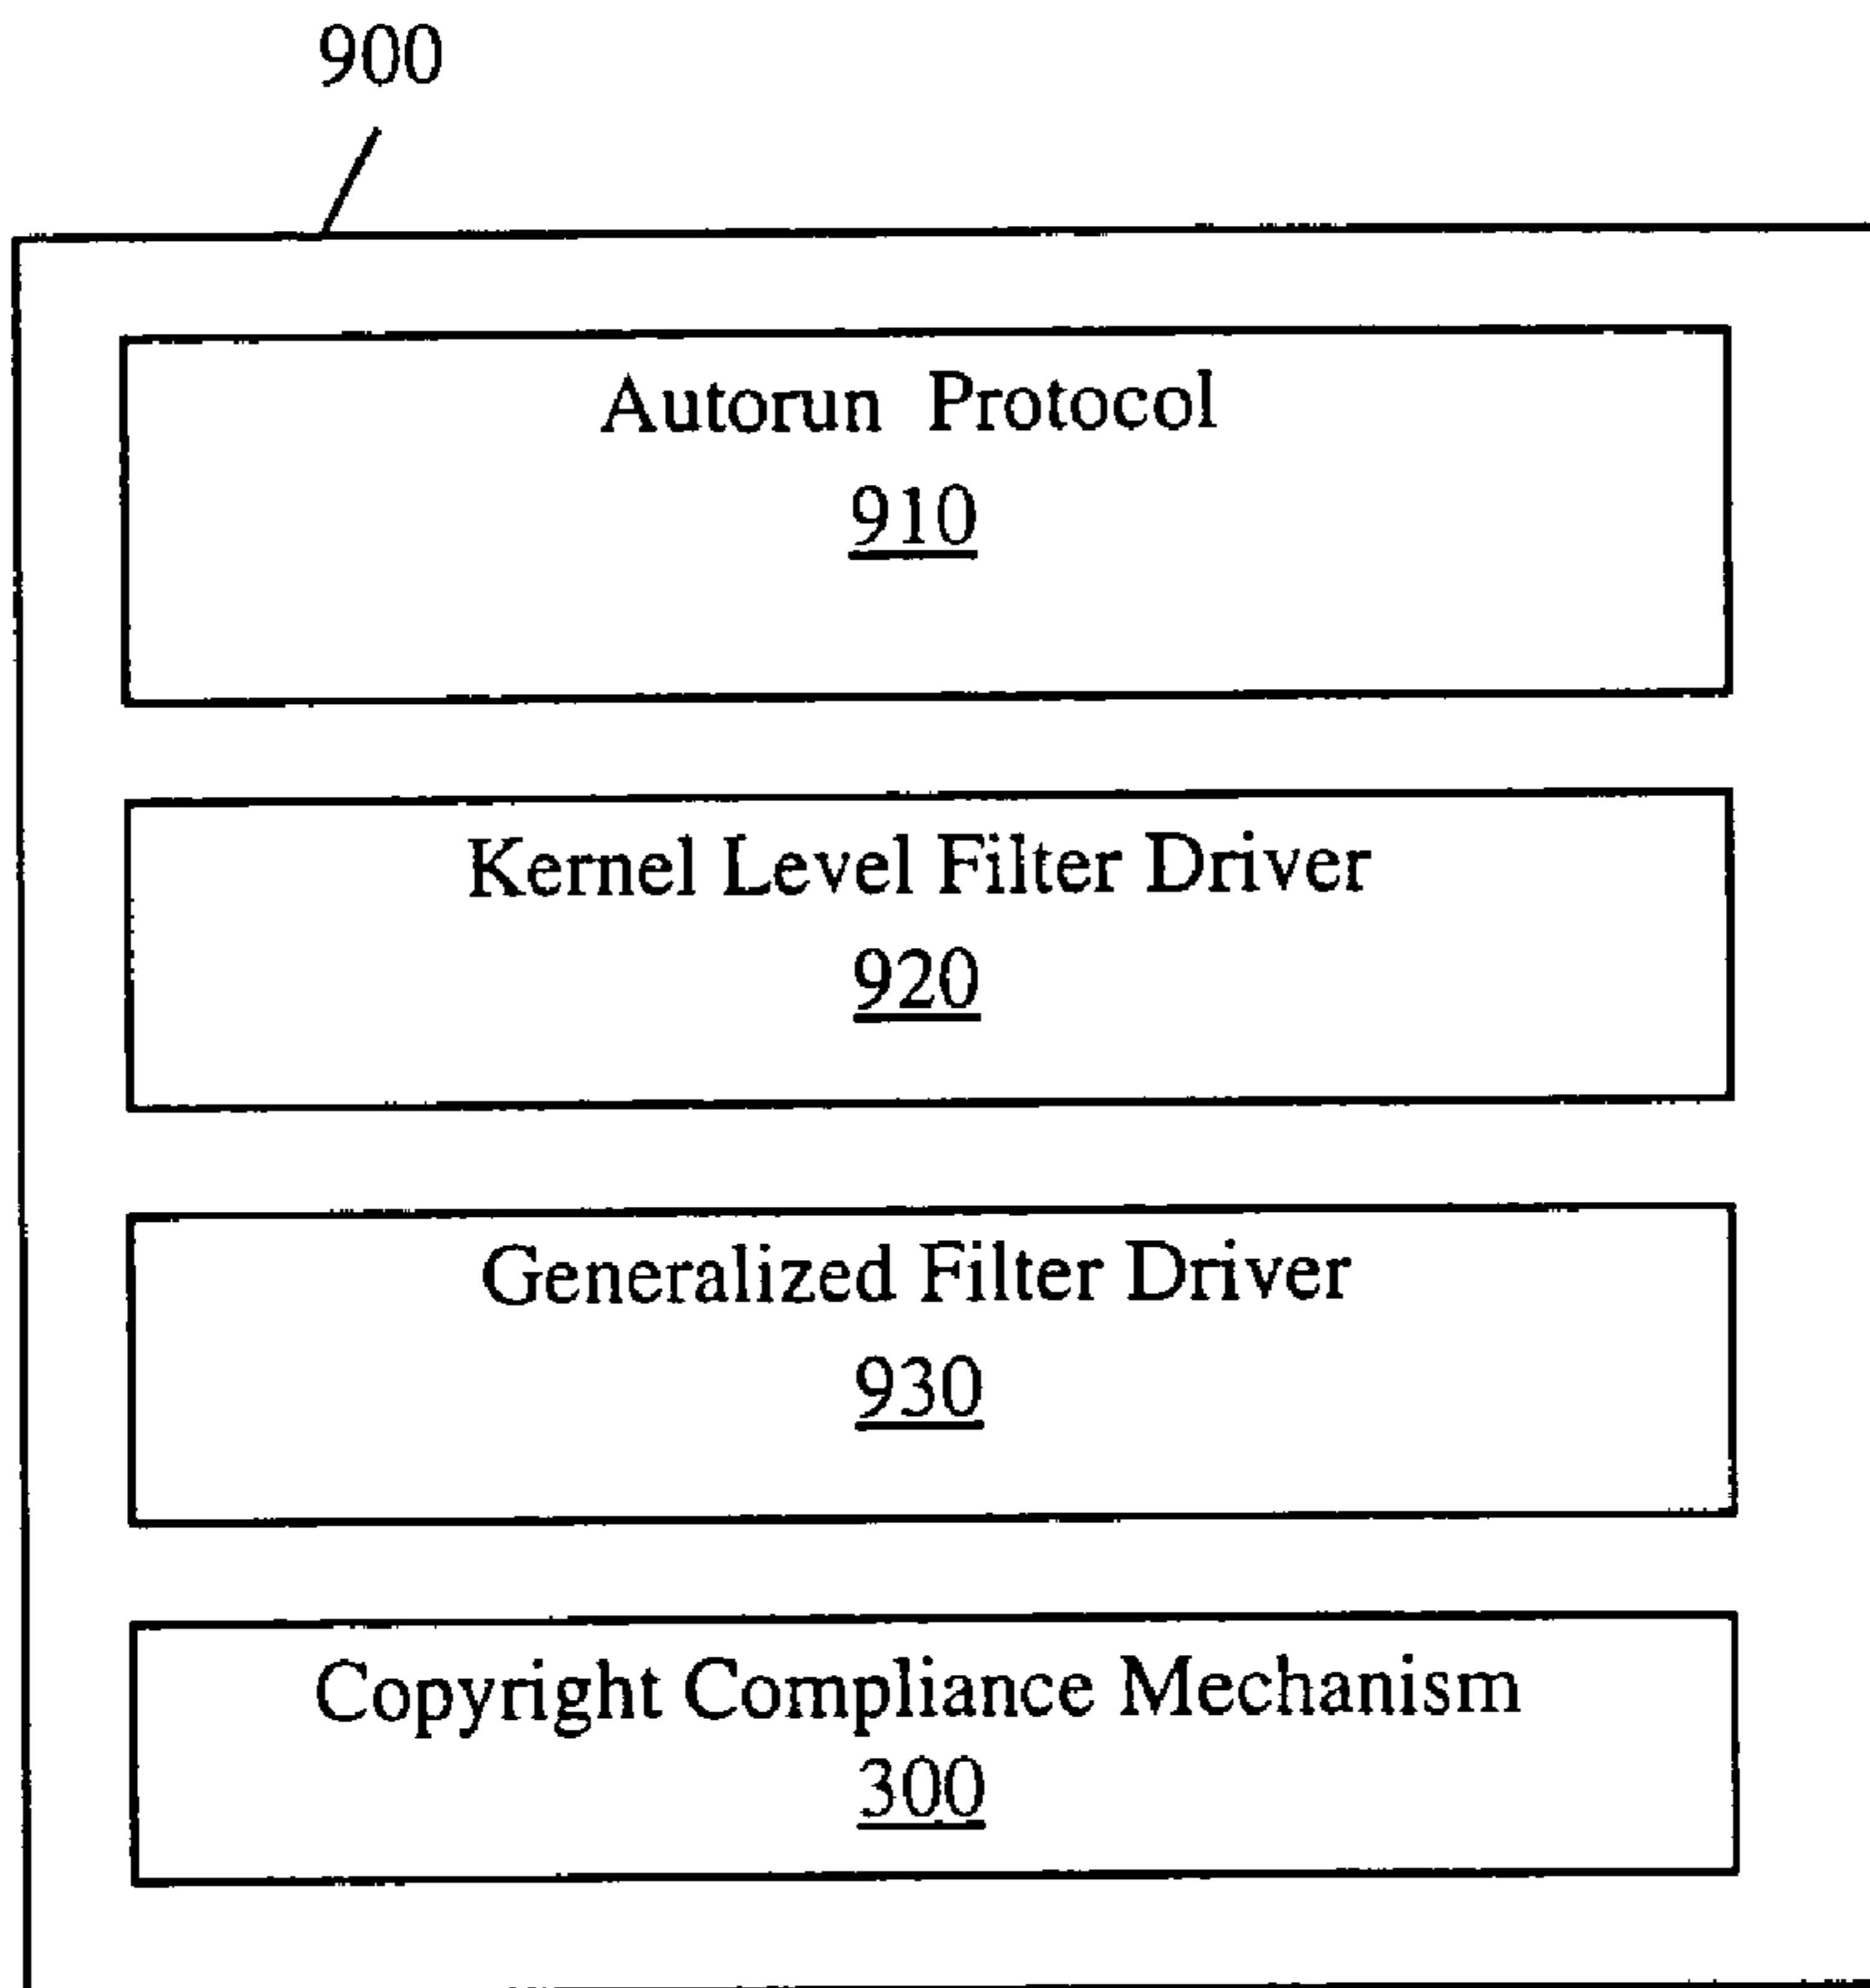 900
Autorun Protocol
910
Kernel Level Filter Driver
920
Generalized Filter Driver
930
Copyright Compliance Mechanism
300